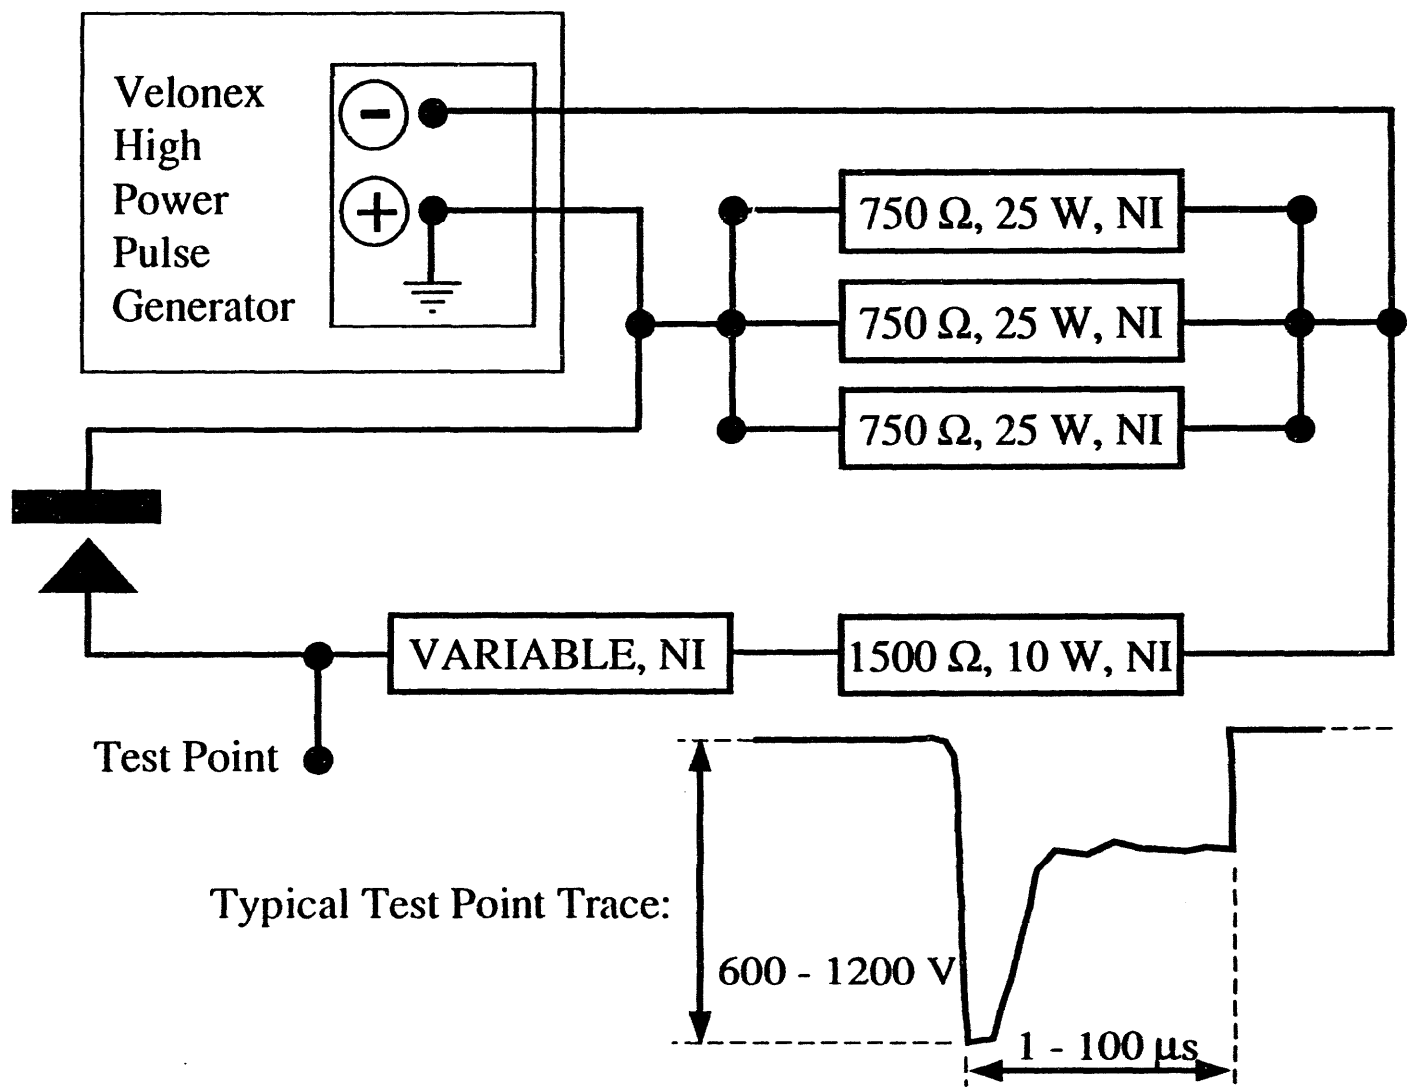 Velonex
High
Power
Pulse
Generator
-
+
750 Ω, 25 W, NI
750 Ω, 25 W, NI
750 Ω, 25 W, NI
VARIABLE, NI
1500 Ω, 10 W, NI
Test Point
Typical Test Point Trace:
600 - 1200 V
1 - 100 μs